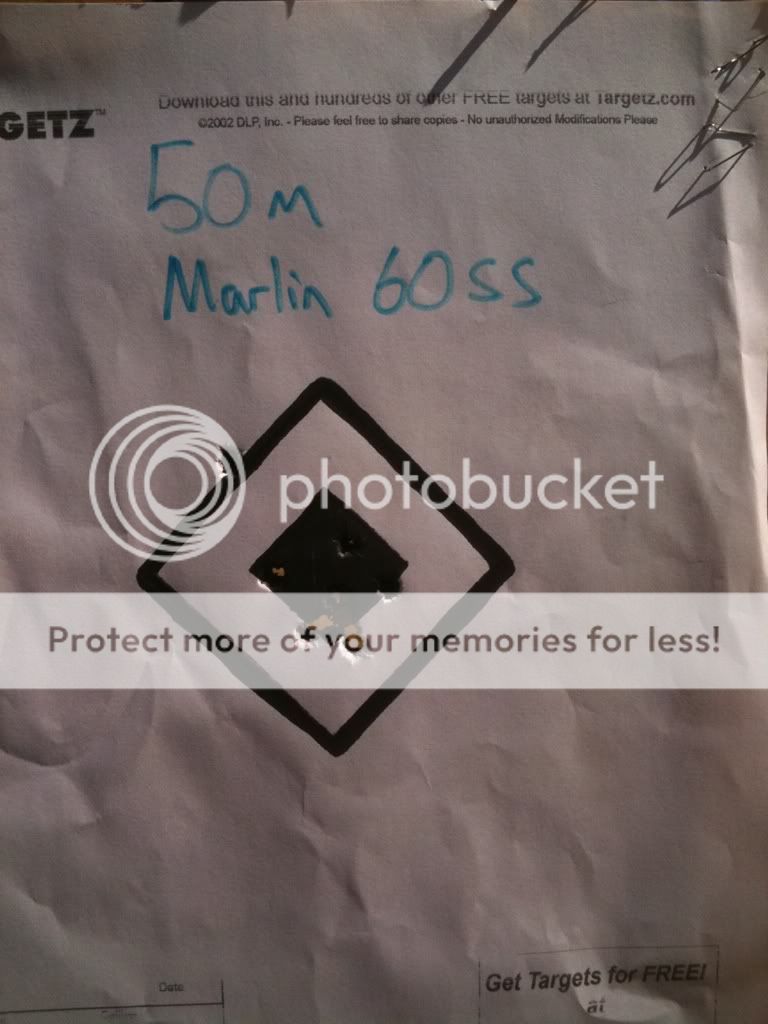 Download this and hundreds of other FREE targets at Targetz.com
GETZ™
©2002 DLP, Inc. - Please feel free to share copies - No unauthorized Modifications Please
50m
Marlin 60SS
photobucket
Protect more of your memories for less!
Get Targets for FREE!
Date
at